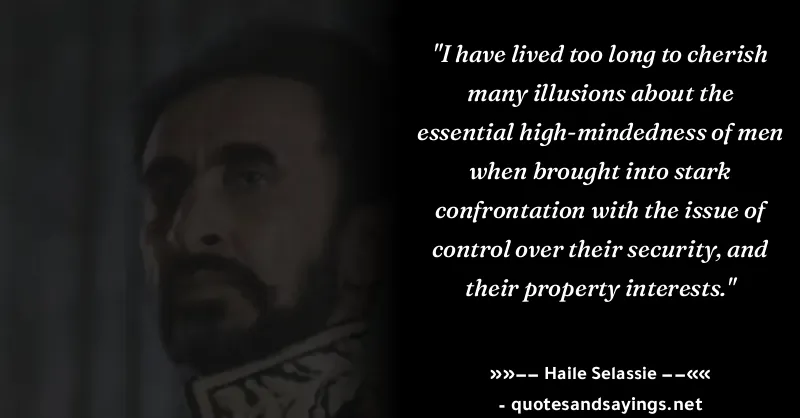 "I have lived too long to cherish
many illusions about the
essential high-mindedness of men
when brought into stark
confrontation with the issue of
control over their security, and
their property interests."
»»−− Haile Selassie −−««
- quotesandsayings.net